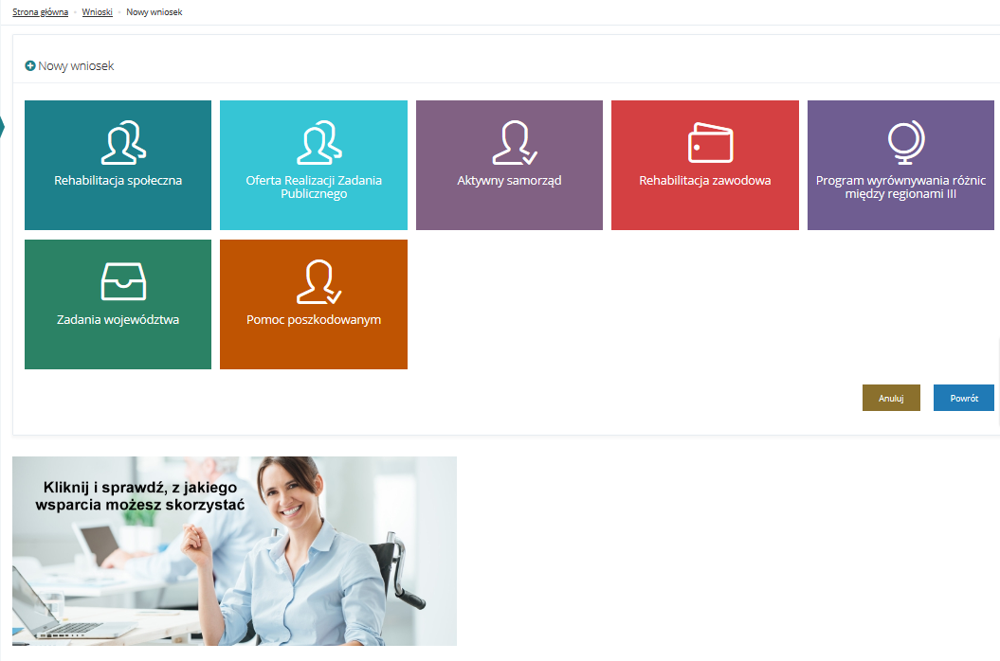 Strona główna - Wnioski - Nowy wniosek
Nowy wniosek
Rehabilitacja społeczna
Oferta Realizacji Zadania
Publicznego
Aktywny samorząd
Rehabilitacja zawodowa
Program wyrównywania różnic
między regionami III
Zadania województwa
Pomoc poszkodowanym
Anuluj
Powrót
Kliknij i sprawdź, z jakiego
wsparcia możesz skorzystać